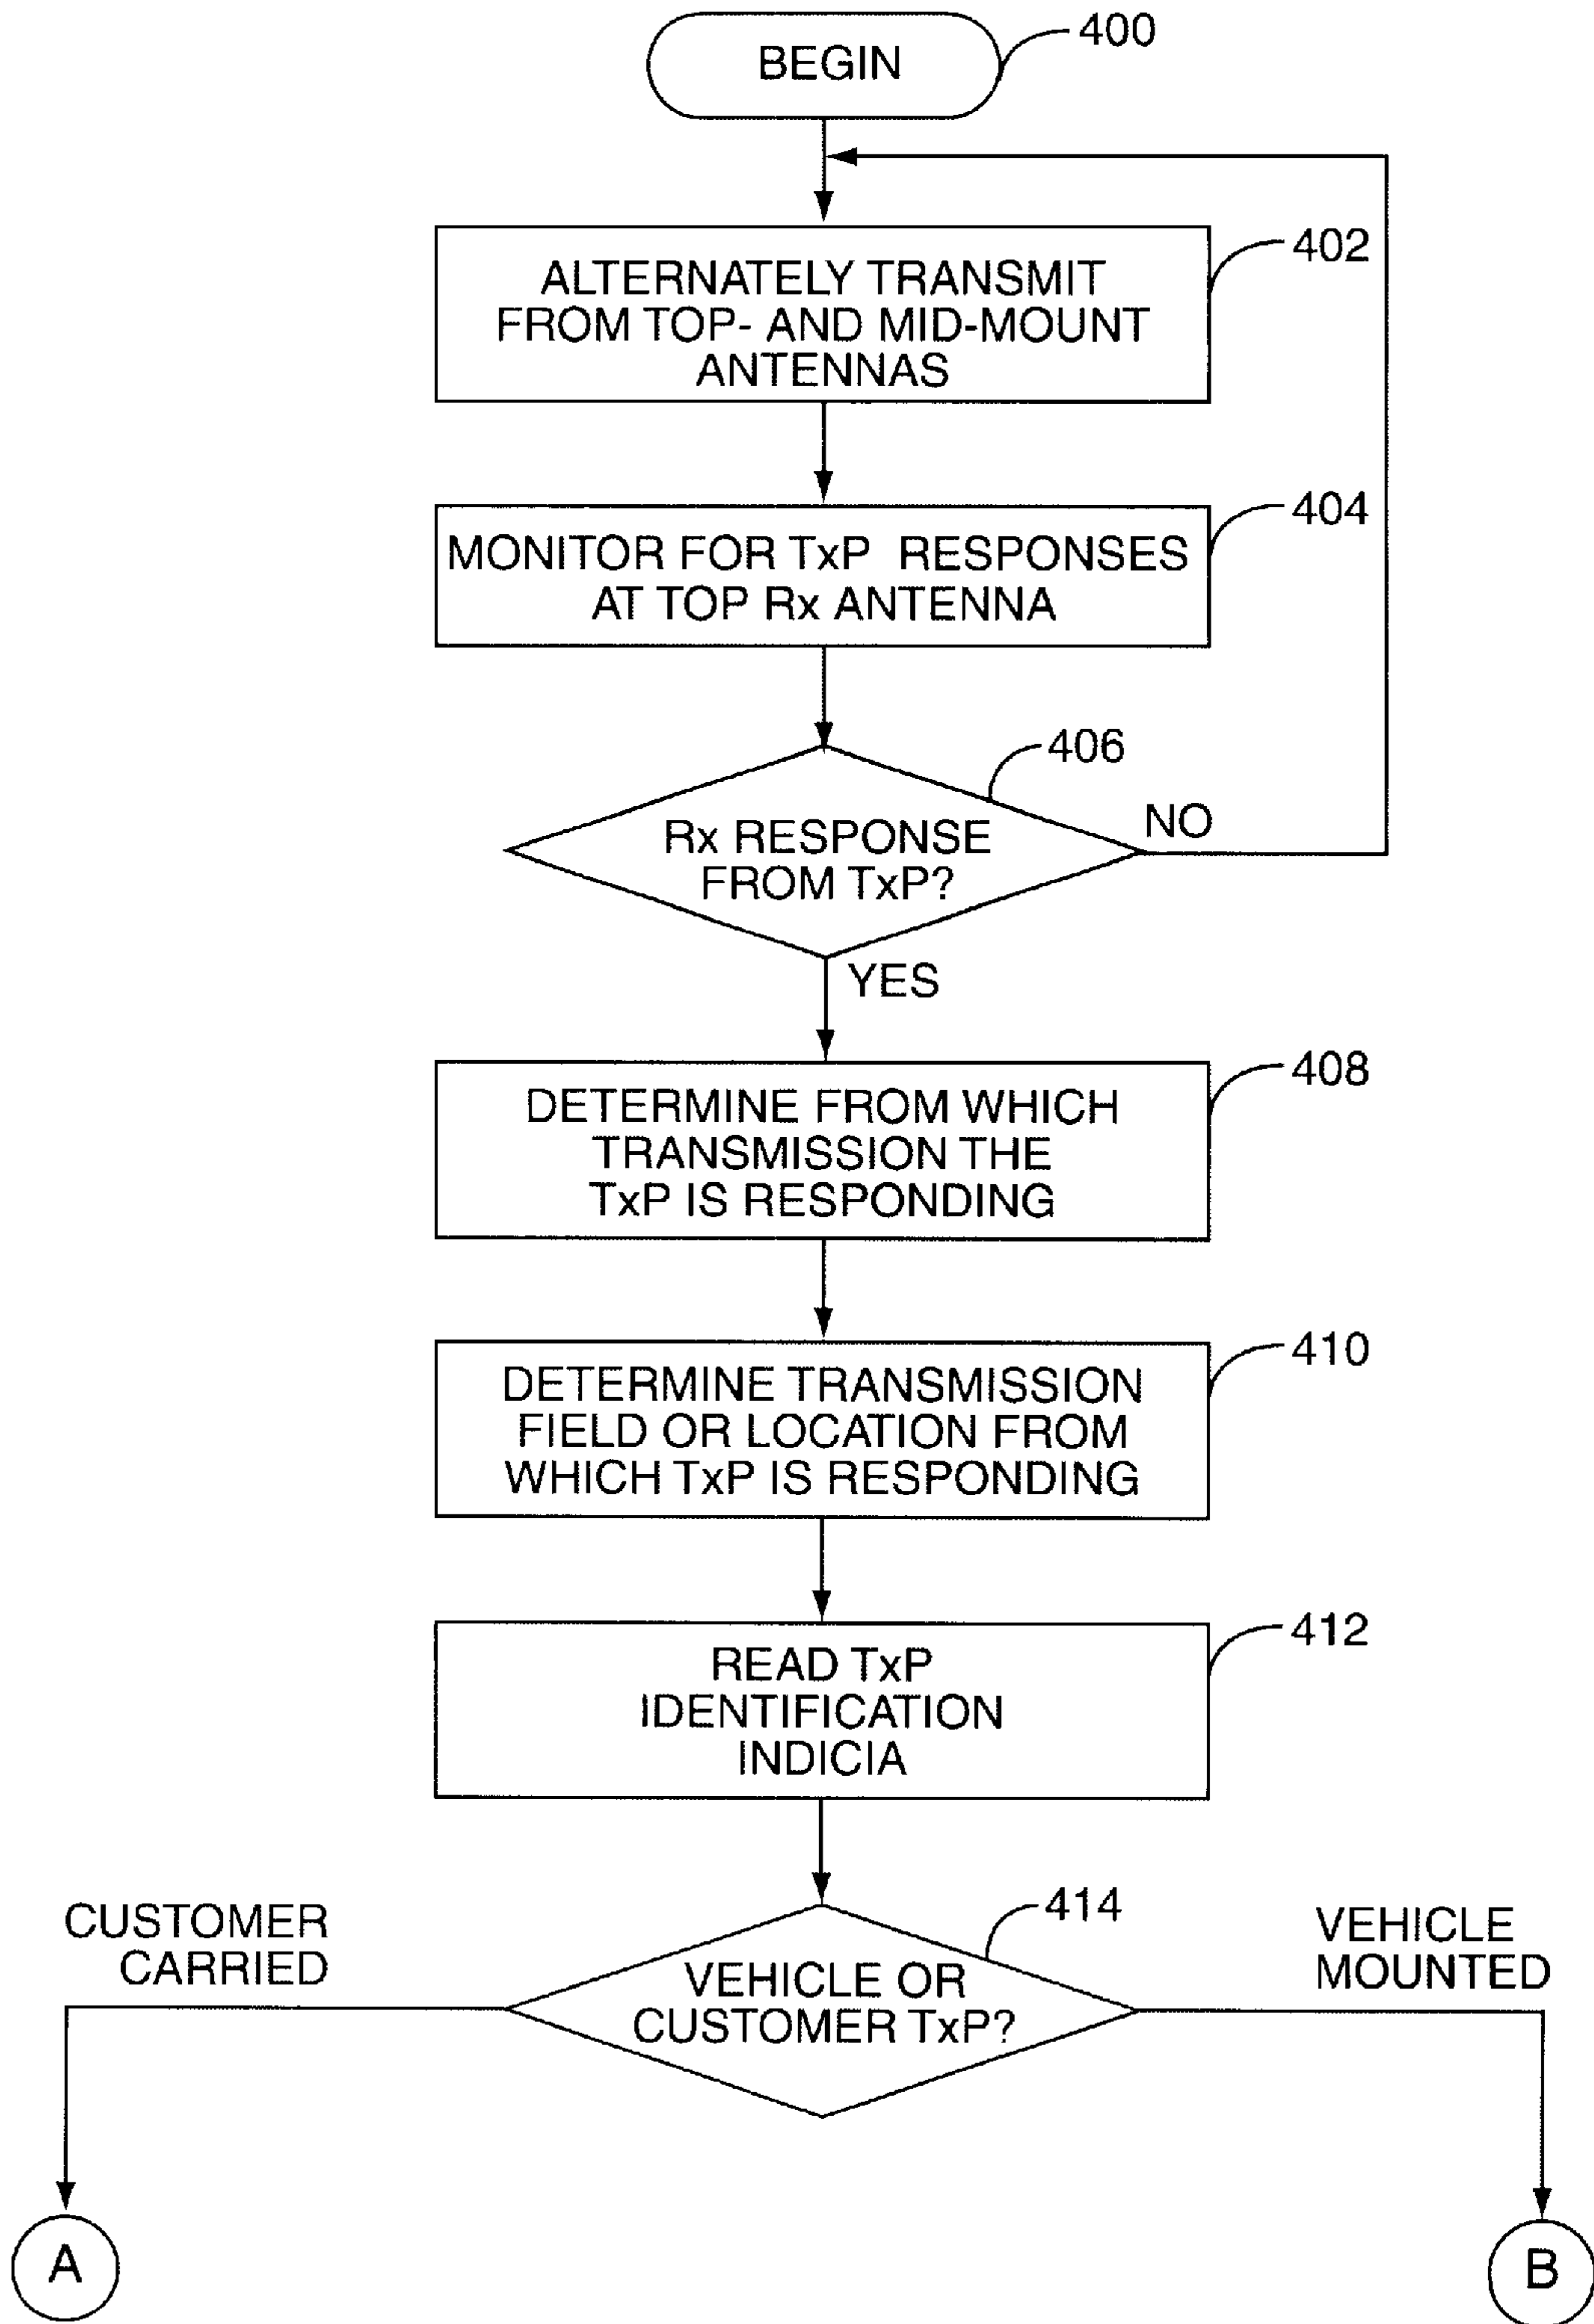 BEGIN
400
ALTERNATELY TRANSMIT
FROM TOP- AND MID-MOUNT
ANTENNAS
402
MONITOR FOR TxP RESPONSES
AT TOP Rx ANTENNA
404
Rx RESPONSE
FROM TxP?
406
NO
YES
DETERMINE FROM WHICH
TRANSMISSION THE
TxP IS RESPONDING
408
DETERMINE TRANSMISSION
FIELD OR LOCATION FROM
WHICH TxP IS RESPONDING
410
READ TxP
IDENTIFICATION
INDICIA
412
CUSTOMER
CARRIED
VEHICLE OR
CUSTOMER TxP?
414
VEHICLE
MOUNTED
A
B